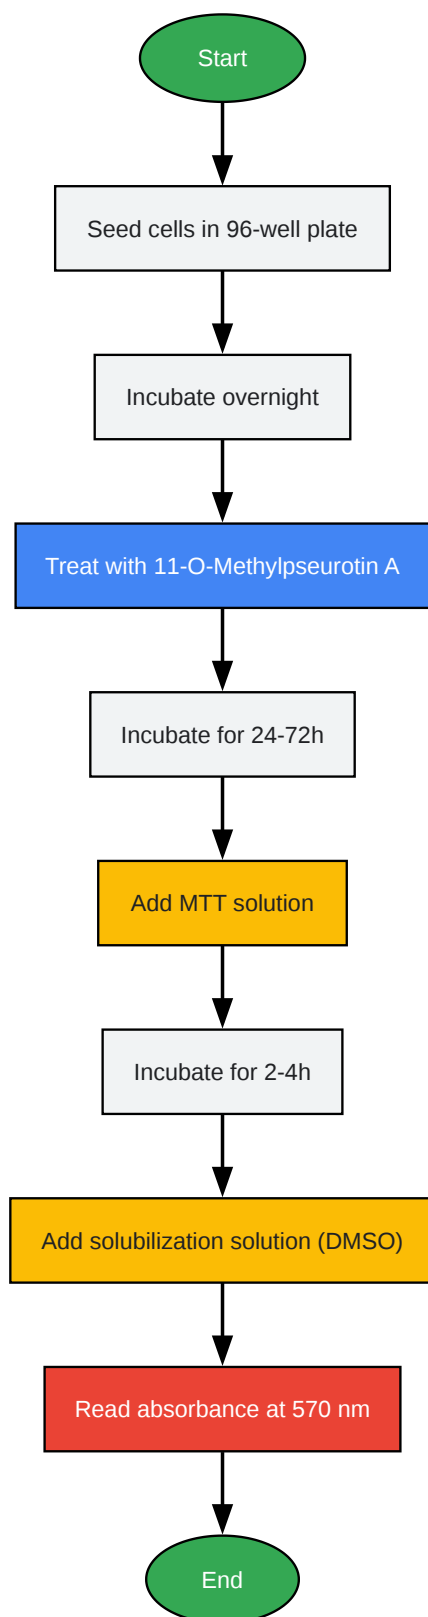 Start
Seed cells in 96-well plate
Incubate overnight
Treat with 11-O-Methylpseurotin A
Incubate for 24-72h
Add MTT solution
Incubate for 2-4h
Add solubilization solution (DMSO)
Read absorbance at 570 nm
End